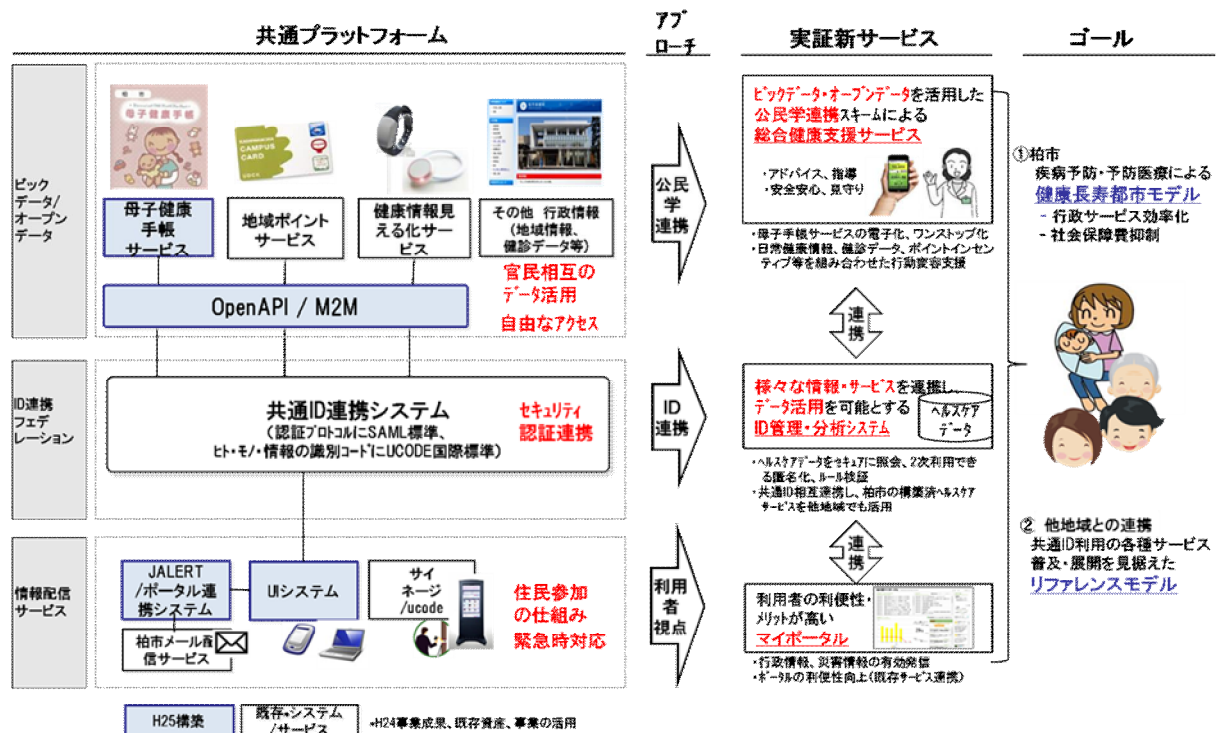 共通プラットフォーム
アプ
ローチ
実証新サービス
ゴール
ビック
データ/
オープン
データ
母子健康手帳
CAMPUS
CARD
母子健康
手帳
サービス
地域ポイント
サービス
健康情報見
える化サー
ビス
その他 行政情報
(地域情報、
健診データ等)
官民相互の
データ活用
自由なアクセス
OpenAPI / M2M
公民
学
連携
ビックデータ・オープンデータを活用した
公民学連携スキームによる
総合健康支援サービス
・アドバイス、指導
・安全安心、見守り
・母子手帳サービスの電子化、ワンストップ化
・日常健康情報、健診データ、ポイントインセン
ティブ等を組み合わせた行動変容支援
①柏市
疾病予防・予防医療による
健康長寿都市モデル
- 行政サービス効率化
- 社会保障費抑制
連
携
ID連携
フェデ
レーション
共通ID連携システム
(認証プロトコルにSAML標準、
ヒト・モノ・情報の識別コードにUCODE国際標準)
セキュリティ
認証連携
ID
連携
様々な情報・サービスを連携し、
データ活用を可能とする
ID管理・分析システム
ヘルスケア
データ
・ヘルスケアデータをセキュアに照会、2次利用でき
る匿名化、ルール検証
・共通ID相互連携し、柏市の構築済ヘルスケア
サービスを他地域でも活用
連
携
② 他地域との連携
共通ID利用の各種サービス
普及・展開を見据えた
リファレンスモデル
情報配信
サービス
JALERT
/ポータル連
携システム
UIシステム
サイ
ネージ
/ucode
柏市メール配
信サービス
住民参加
の仕組み
緊急時対応
利用
者
視点
利用者の利便性・
メリットが高い
マイポータル
・行政情報、災害情報の有効発信
・ポータルの利便性向上(既存サービス連携)
H25構築
既存システム
/サービス
*H24事業成果、既存資産、事業の活用